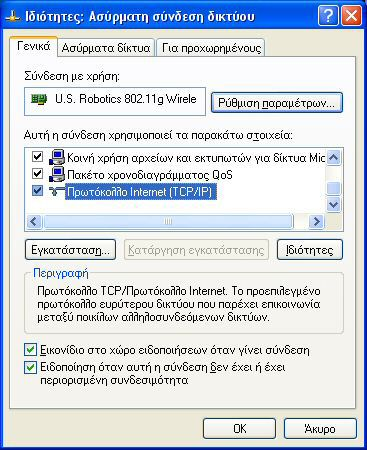 Ιδιότητες: Ασύρματη σύνδεση δικτύου
Γενικά
Ασύρματα δίκτυα
Για προχωρημένους
Σύνδεση με χρήση:
U.S. Robotics 802.11g Wirele
Ρύθμιση παραμέτρων...
Αυτή η σύνδεση χρησιμοποιεί τα παρακάτω στοιχεία:
Κοινή χρήση αρχείων και εκτυπωτών για δίκτυα Mic
Πακέτο χρονοδιαγράμματος QoS
Πρωτόκολλο Internet (TCP/IP)
Εγκατάσταση...
Κατάργηση εγκατάστασης
Ιδιότητες
Περιγραφή
Πρωτόκολλο TCP/Πρωτόκολλο Internet. Το προεπιλεγμένο
πρωτόκολλο ευρύτερου δικτύου που παρέχει επικοινωνία
μεταξύ ποικίλων αλληλοσυνδεόμενων δικτύων.
Εικονίδιο στο χώρο ειδοποιήσεων όταν γίνει σύνδεση
Ειδοποίηση όταν αυτή η σύνδεση δεν έχει ή έχει
περιορισμένη συνδεσιμότητα
OK
Άκυρο